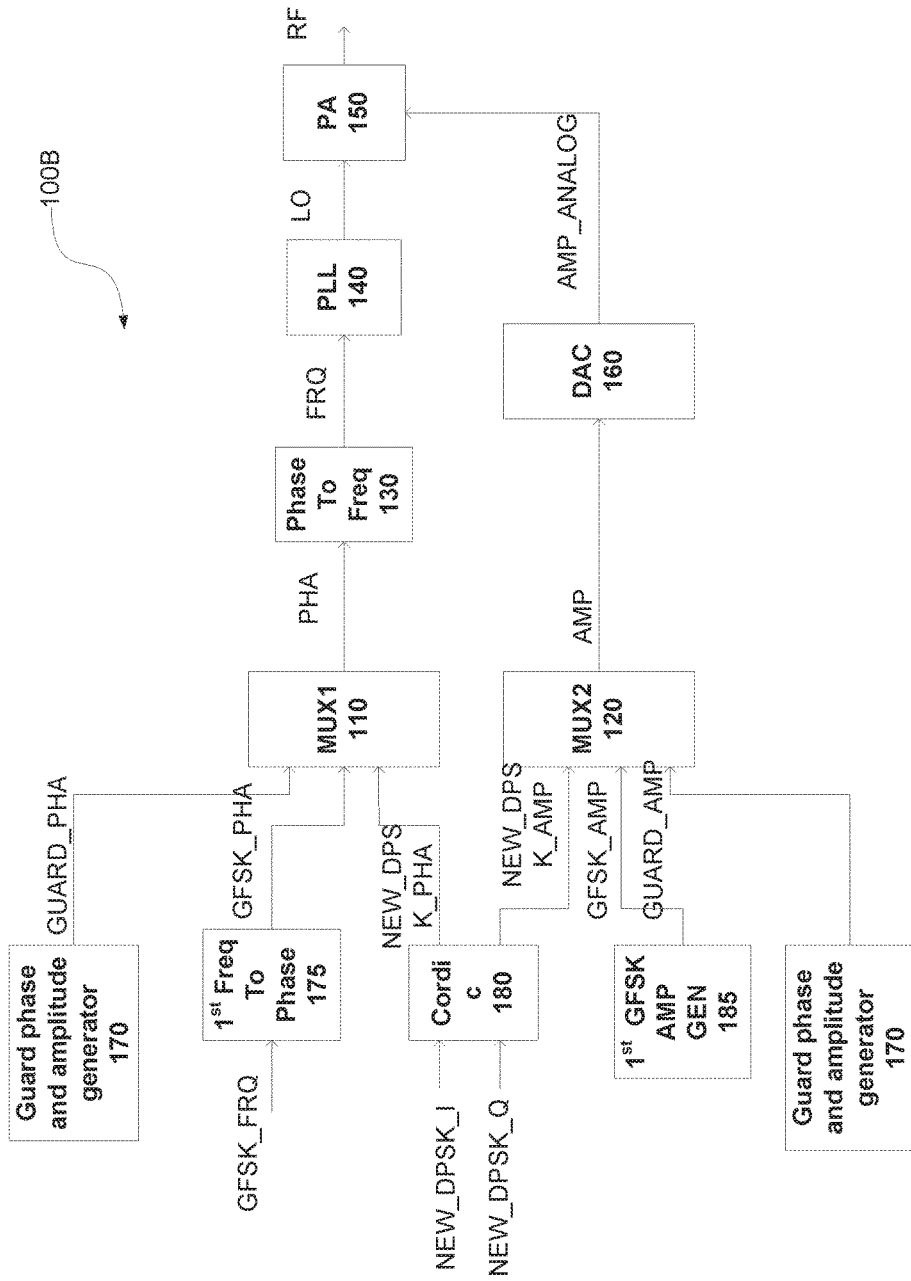 100B
Guard phase
and amplitude
generator
170
GUARD_PHA
GFSK_FRQ
1st Freq
To
Phase
175
GFSK_PHA
NEW_DPSK_I
NEW_DPSK_Q
Cordi
c
180
NEW_DPS
K_PHA
MUX1
110
PHA
Phase
To
Freq
130
FRQ
PLL
140
LO
PA
150
RF
NEW_DPS
K_AMP
1st GFSK
AMP
GEN
185
GFSK_AMP
Guard phase
and amplitude
generator
170
GUARD_AMP
MUX2
120
AMP
DAC
160
AMP_ANALOG